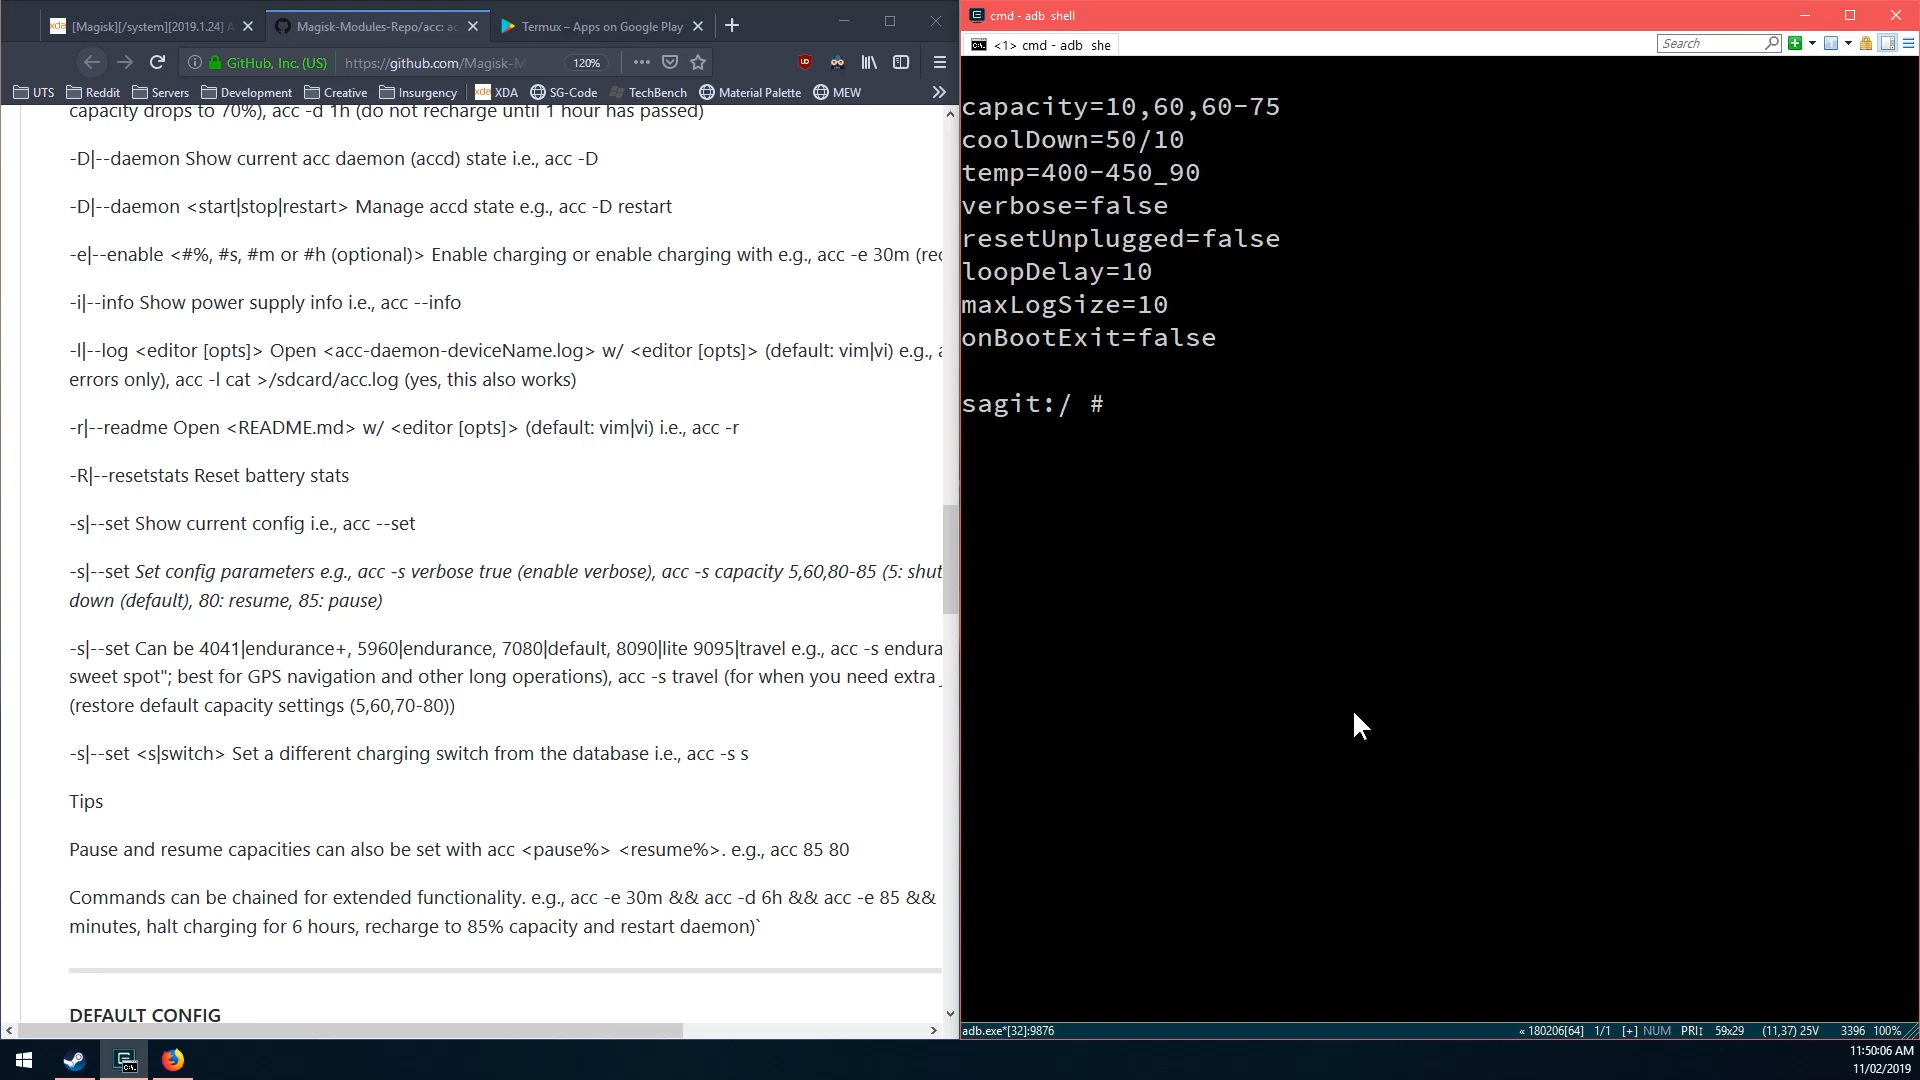 [Magisk][/system][2019.1.24] A
Magisk-Modules-Repo/acc: ac
Termux – Apps on Google Play
GitHub, Inc. (US)
https://github.com/Magisk-M
120%
UTS
Reddit
Servers
Development
Creative
Insurgency
XDA
SG-Code
TechBench
Material Palette
MEW
capacity drops to 70%), acc -d 1h (do not recharge until 1 hour has passed)
-D|--daemon Show current acc daemon (accd) state i.e., acc -D
-D|--daemon <start|stop|restart> Manage accd state e.g., acc -D restart
-e|--enable <#%, #s, #m or #h (optional)> Enable charging or enable charging with e.g., acc -e 30m (rec
-i|--info Show power supply info i.e., acc --info
-l|--log <editor [opts]> Open <acc-daemon-deviceName.log> w/ <editor [opts]> (default: vim|vi) e.g., a
errors only), acc -l cat >/sdcard/acc.log (yes, this also works)
-r|--readme Open <README.md> w/ <editor [opts]> (default: vim|vi) i.e., acc -r
-R|--resetstats Reset battery stats
-s|--set Show current config i.e., acc --set
-s|--set Set config parameters e.g., acc -s verbose true (enable verbose), acc -s capacity 5,60,80-85 (5: shut
down (default), 80: resume, 85: pause)
-s|--set Can be 4041|endurance+, 5960|endurance, 7080|default, 8090|lite 9095|travel e.g., acc -s endura
sweet spot"; best for GPS navigation and other long operations), acc -s travel (for when you need extra
(restore default capacity settings (5,60,70-80))
-s|--set <s|switch> Set a different charging switch from the database i.e., acc -s s
Tips
Pause and resume capacities can also be set with acc <pause%> <resume%>. e.g., acc 85 80
Commands can be chained for extended functionality. e.g., acc -e 30m && acc -d 6h && acc -e 85 &&
minutes, halt charging for 6 hours, recharge to 85% capacity and restart daemon)`
DEFAULT CONFIG
cmd - adb  shell
<1> cmd - adb  she
Search
capacity=10,60,60-75
coolDown=50/10
temp=400-450_90
verbose=false
resetUnplugged=false
loopDelay=10
maxLogSize=10
onBootExit=false
sagit:/ #
adb.exe*[32]:9876
« 180206[64]
1/1
[+] NUM
PRI↕
59x29
(11,37) 25V
3396
100%
11:50:06 AM
11/02/2019